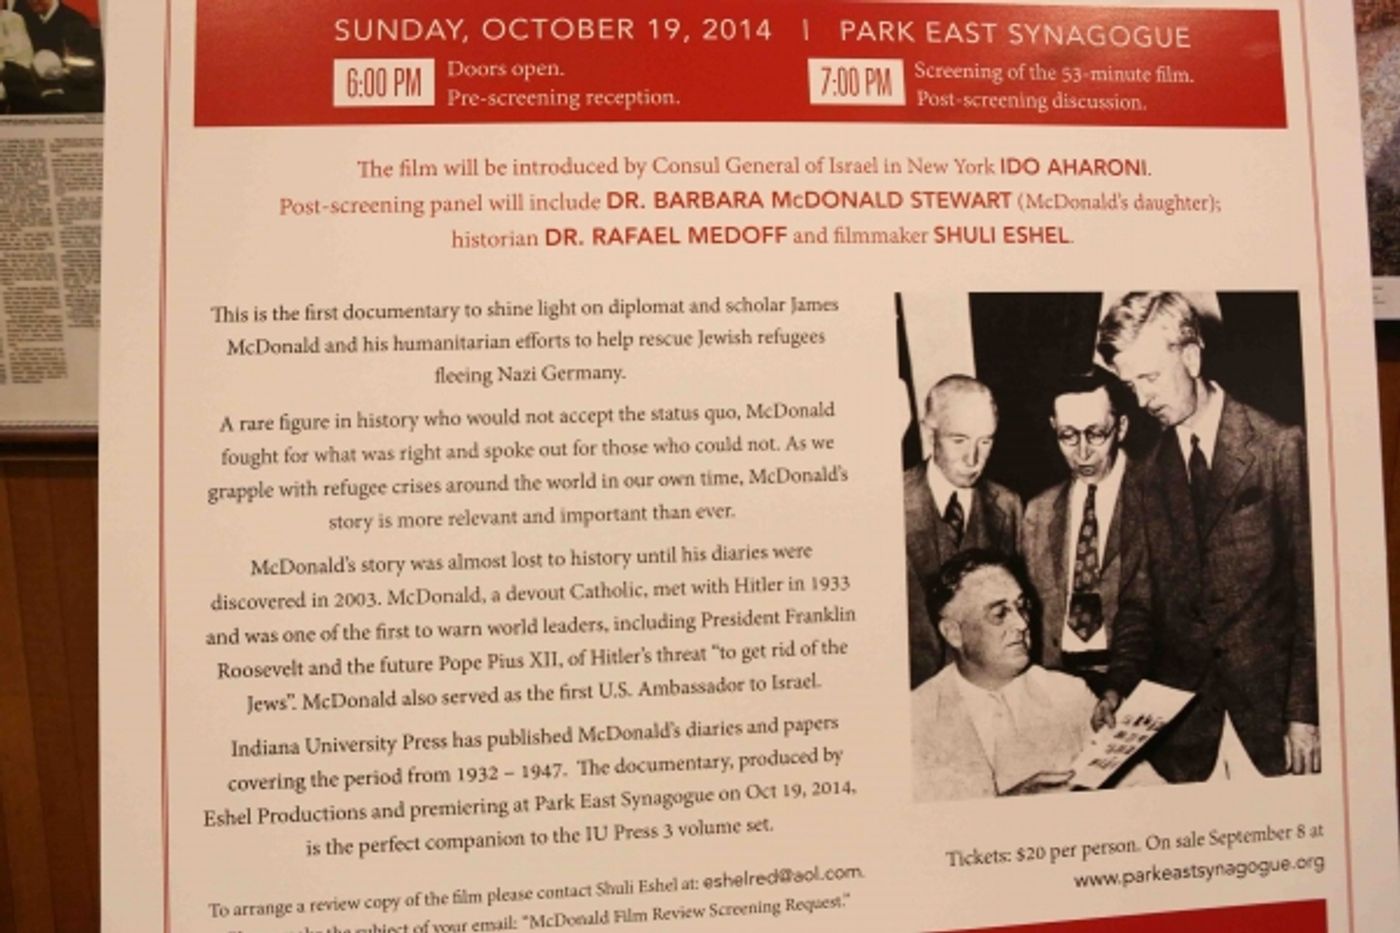 SUNDAY, OCTOBER 19, 2014 | PARK EAST SYNAGOGUE
6:00 PM Doors open.
Pre-screening reception.
7:00 PM Screening of the 53-minute film.
Post-screening discussion.
The film will be introduced by Consul General of Israel in New York IDO AHARONI.
Post-screening panel will include DR. BARBARA McDONALD STEWART (McDonald's daughter);
historian DR. RAFAEL MEDOFF and filmmaker SHULI ESHEL.
This is the first documentary to shine light on diplomat and scholar James
McDonald and his humanitarian efforts to help rescue Jewish refugees
fleeing Nazi Germany.
A rare figure in history who would not accept the status quo, McDonald
fought for what was right and spoke out for those who could not. As we
grapple with refugee crises around the world in our own time, McDonald's
story is more relevant and important than ever.
McDonald's story was almost lost to history until his diaries were
discovered in 2003. McDonald, a devout Catholic, met with Hitler in 1933
and was one of the first to warn world leaders, including President Franklin
Roosevelt and the future Pope Pius XII, of Hitler's threat "to get rid of the
Jews". McDonald also served as the first U.S. Ambassador to Israel.
Indiana University Press has published McDonald's diaries and papers
covering the period from 1932 – 1947. The documentary, produced by
Eshel Productions and premiering at Park East Synagogue on Oct 19, 2014,
is the perfect companion to the IU Press 3 volume set.
To arrange a review copy of the film please contact Shuli Eshel at: eshelred@aol.com.
the subject of your email: "McDonald Film Review Screening Request."
Tickets: $20 per person. On sale September 8 at
www.parkeastsynagogue.org